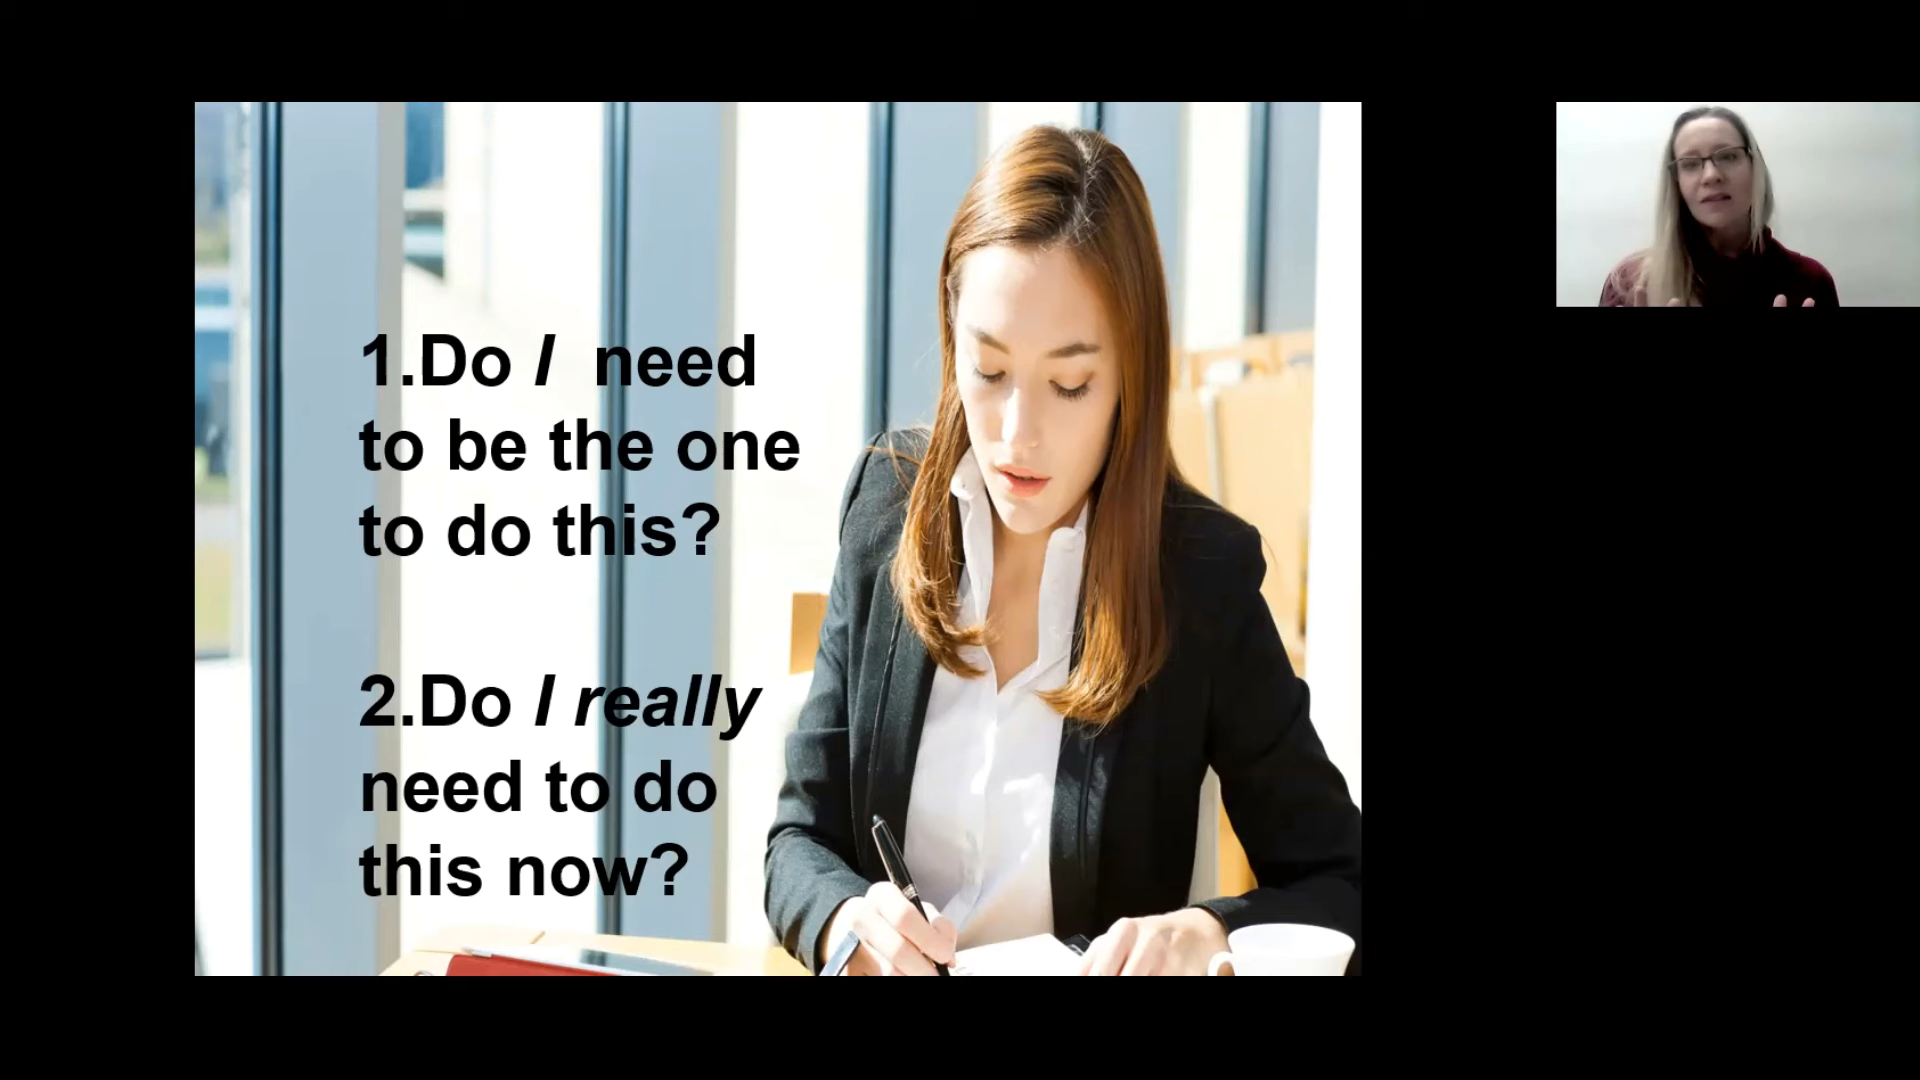 1.Do I need
to be the one
to do this?
2.Do I really
need to do
this now?